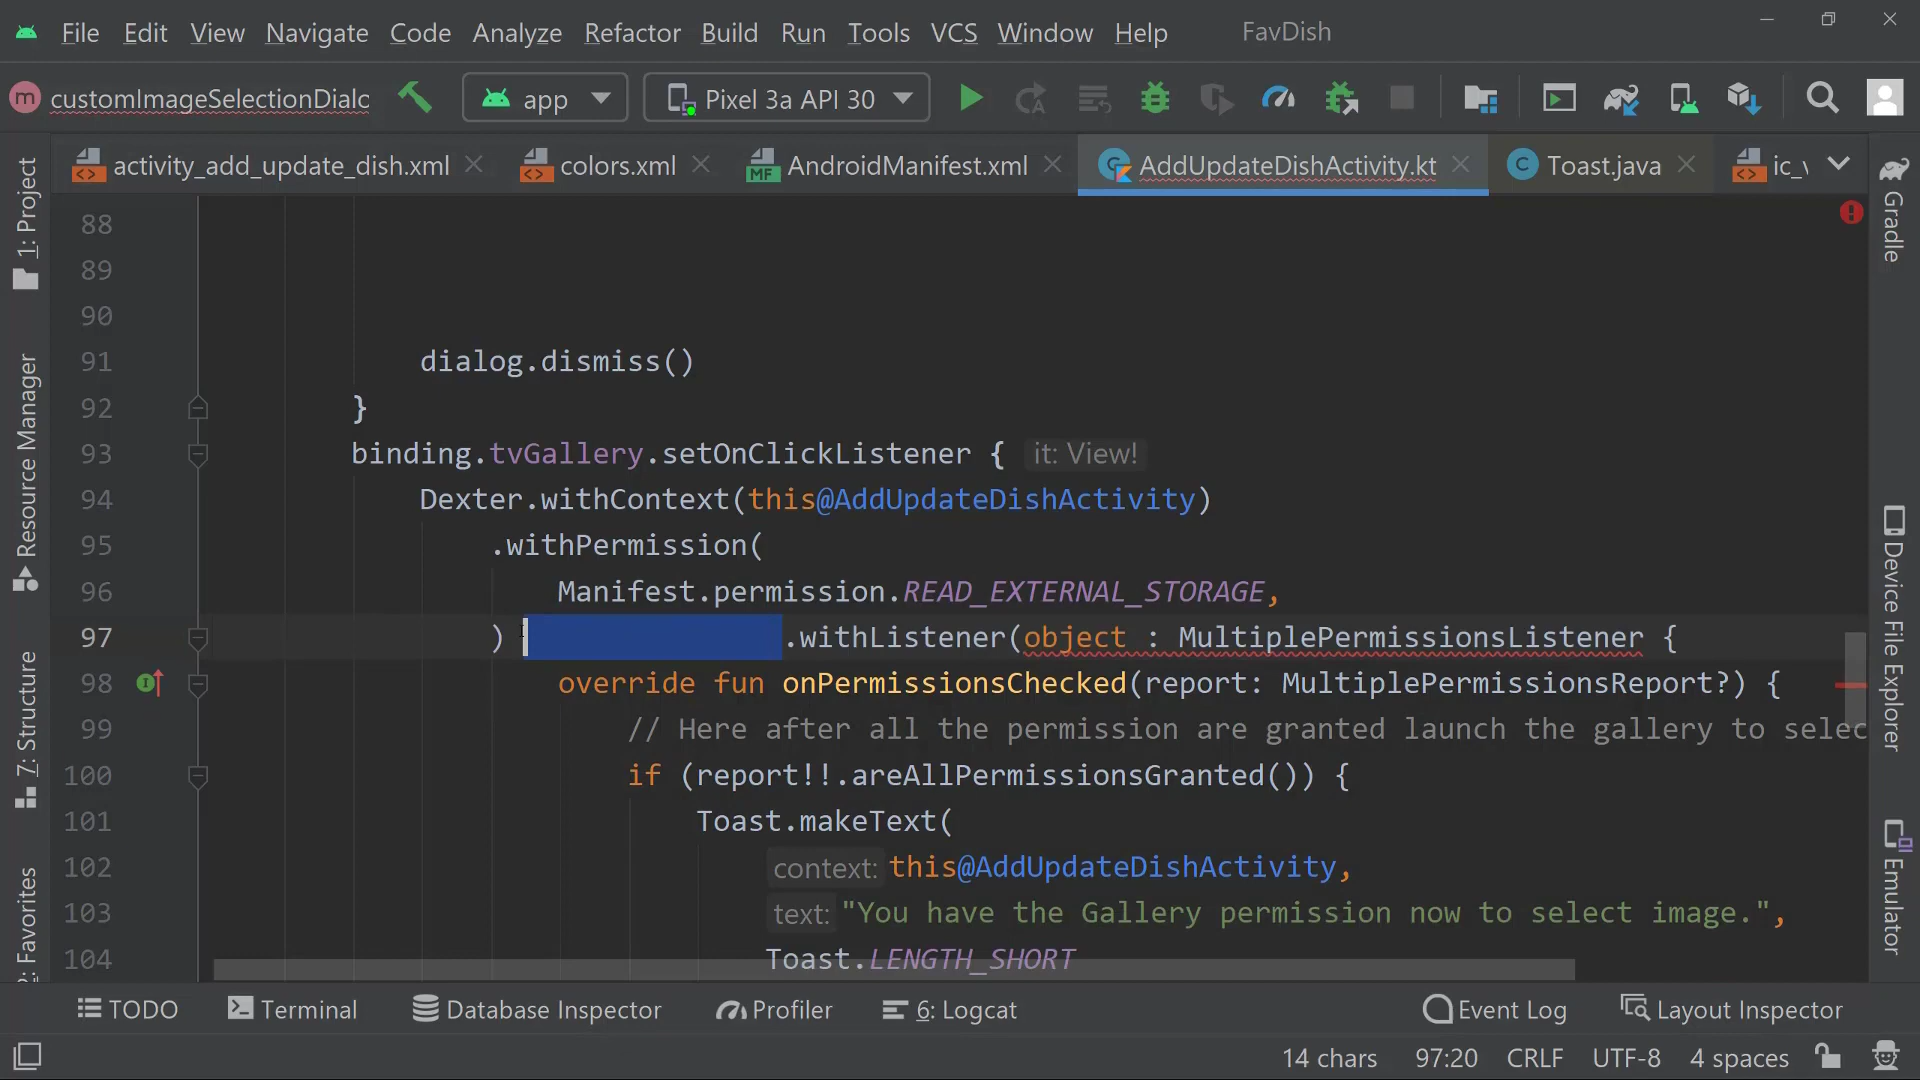 File Edit View Navigate Code Analyze Refactor Build Run Tools VCS Window Help FavDish
m customImageSelectionDialo app Pixel 3a API 30
activity_add_update_dish.xml colors.xml MF AndroidManifest.xml AddUpdateDishActivity.kt C Toast.java ic_v
1: Project
Resource Manager
7: Structure
2: Favorites
88
89
90
91 dialog.dismiss()
92 }
93 binding.tvGallery.setOnClickListener { it: View!
94 Dexter.withContext(this@AddUpdateDishActivity)
95 .withPermission(
96 Manifest.permission.READ_EXTERNAL_STORAGE,
97 ) .withListener(object : MultiplePermissionsListener {
98 override fun onPermissionsChecked(report: MultiplePermissionsReport?) {
99 // Here after all the permission are granted launch the gallery to selec
100 if (report!!.areAllPermissionsGranted()) {
101 Toast.makeText(
102 context: this@AddUpdateDishActivity,
103 text: "You have the Gallery permission now to select image.",
104 Toast.LENGTH_SHORT
Gradle
Device File Explorer
Emulator
TODO Terminal Database Inspector Profiler 6: Logcat Event Log Layout Inspector
14 chars 97:20 CRLF UTF-8 4 spaces